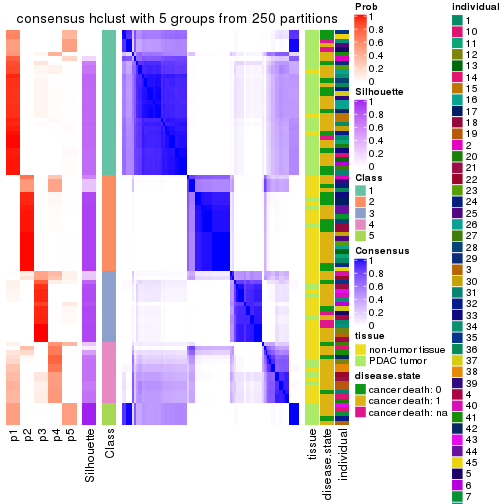 consensus hclust with 5 groups from 250 partitions
p1
p2
p3
p4
p5
Silhouette
Class
tissue
disease.state
individual
Prob
1
0.8
0.6
0.4
0.2
0
Silhouette
1
0.8
0.6
0.4
0.2
0
Class
1
2
3
4
5
Consensus
1
0.8
0.6
0.4
0.2
0
tissue
non-tumor tissue
PDAC tumor
disease.state
cancer death: 0
cancer death: 1
cancer death: na
individual
1
10
11
12
13
14
15
16
17
18
19
2
20
21
22
23
24
25
26
27
28
29
3
30
31
32
33
34
35
36
37
38
39
4
40
41
42
43
44
45
5
6
7